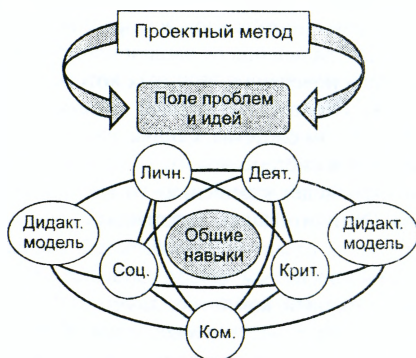 Проектный метод
Поле проблем
и идей
Личн.
Деят.
Дидакт.
модель
Общие
навыки
Дидакт.
модель
Соц.
Крит.
Ком.